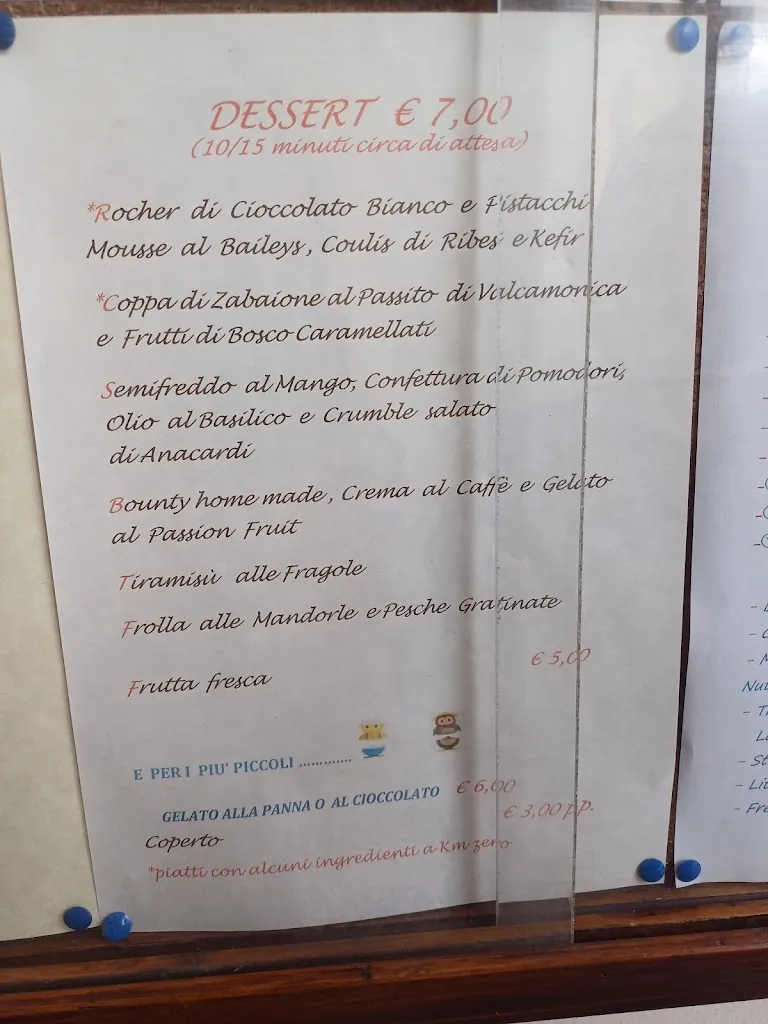 DESSERT € 7,00
(10/15 minuti circa di attesa)
*Rocher di Cioccolato Bianco e Pistacchi
Mousse al Baileys, Coulis di Ribes e Kefir
*Coppa di Zabaione al Passito di Valcamonica
e Frutti di Bosco Caramellati
Semifreddo al Mango, Confettura di Pomodori,
Olio al Basilico e Crumble salato
di Anacardi
Bounty home made, Crema al Caffè e Gelato
al Passion Fruit
Tiramisù alle Fragole
Frolla alle Mandorle e Pesche Gratinate
Frutta fresca € 5,00
E PER I PIU' PICCOLI ............
GELATO ALLA PANNA O AL CIOCCOLATO € 6,00
Coperto € 3,00 p.p.
*piatti con alcuni ingredienti a Km zero